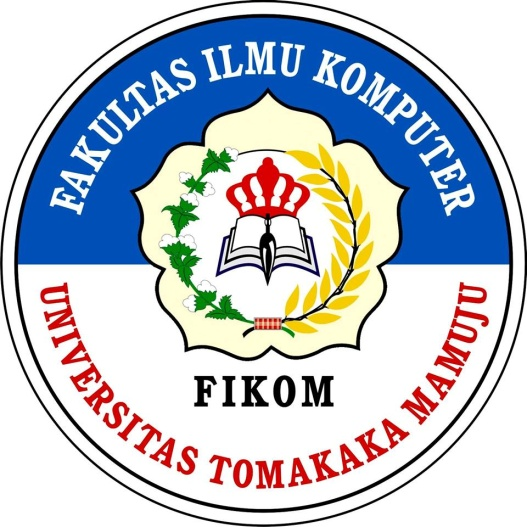 FAKULTAS ILMU KOMPUTER
FIKOM
UNIVERSITAS TOMAKAKA MAMUJU